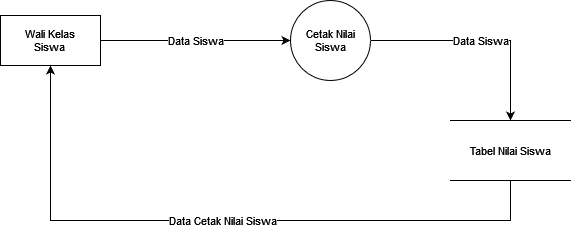 Wali Kelas
Siswa
Data Siswa
Cetak Nilai
Siswa
Data Siswa
Tabel Nilai Siswa
Data Cetak Nilai Siswa